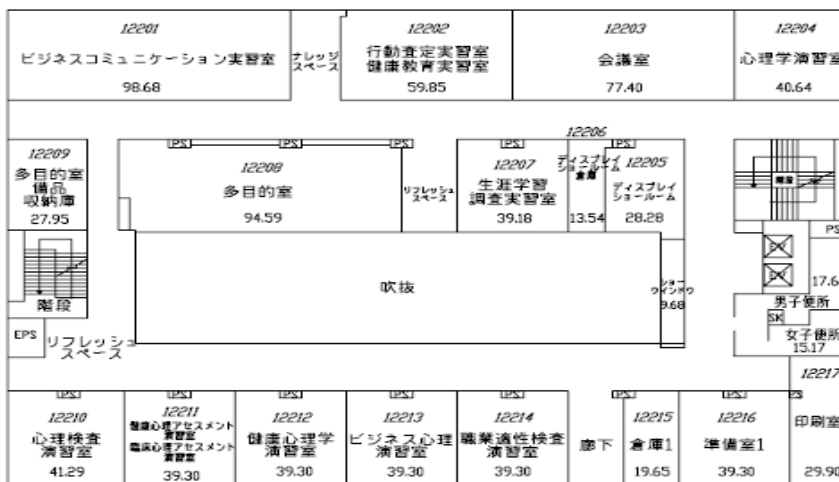 12201
ビジネスコミュニケーション実習室
98.68
ナレッジ
スペース
12202
行動査定実習室
健康教育実習室
59.85
12203
会議室
77.40
12204
心理学演習室
40.64
12209
多目的室
備品
収納庫
27.95
PS
PS
PS
12208
多目的室
94.59
リフレッシュ
スペース
PS
12207
生涯学習
調査実習室
39.18
12206
ディスプレイ
ショールーム
倉庫
13.54
PS
12205
ディスプレイ
ショールーム
28.28
階段
PS
EV
EV
17.6
男子便所
SK
女子便所
15.17
階段
EPS
リフレッシュ
スペース
吹抜
ショー
ウィンドウ
9.68
PS
12210
心理検査
演習室
41.29
PS
12211
健康心理アセスメント
演習室
臨床心理アセスメント
演習室
39.30
PS
12212
健康心理学
演習室
39.30
PS
12213
ビジネス心理
演習室
39.30
PS
12214
職業適性検査
演習室
39.30
廊下
PS
12215
倉庫1
19.65
PS
12216
準備室1
39.30
12217
印刷室
29.90